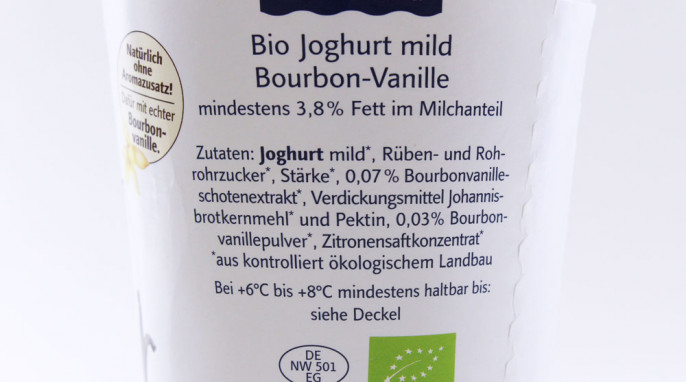 Natürlich
ohne
Aromazusatz!
Dafür mit echter
Bourbon-
vanille.
Bio Joghurt mild
Bourbon-Vanille
mindestens 3,8% Fett im Milchanteil
Zutaten: Joghurt mild*, Rüben- und Roh-
rohrzucker*, Stärke*, 0,07% Bourbonvanille-
schotenextrakt*, Verdickungsmittel Johannis-
brotkernmehl* und Pektin, 0,03% Bourbon-
vanillepulver*, Zitronensaftkonzentrat*
*aus kontrolliert ökologischem Landbau
Bei +6°C bis +8°C mindestens haltbar bis:
siehe Deckel
DE
NW 501
EG